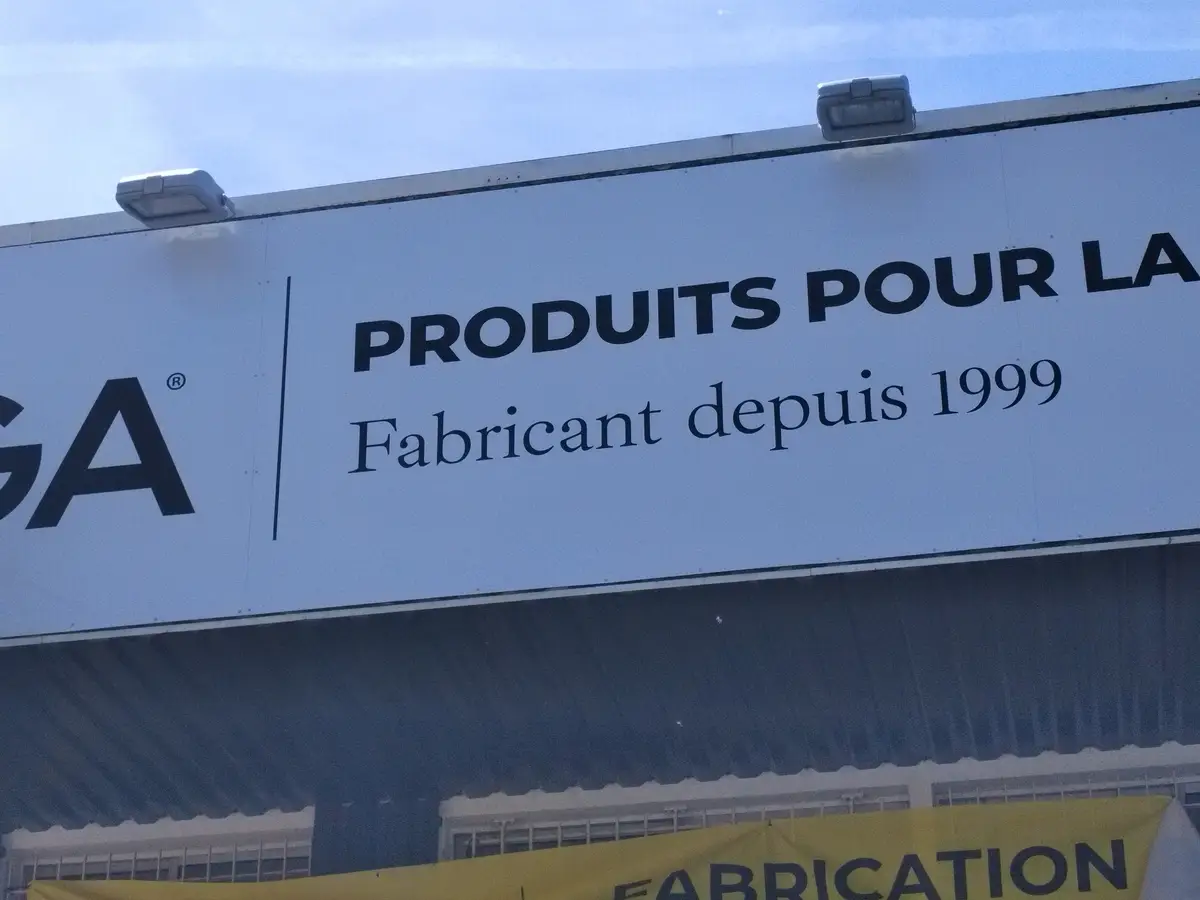 GA®
PRODUITS POUR LA
Fabricant depuis 1999
FABRICATION